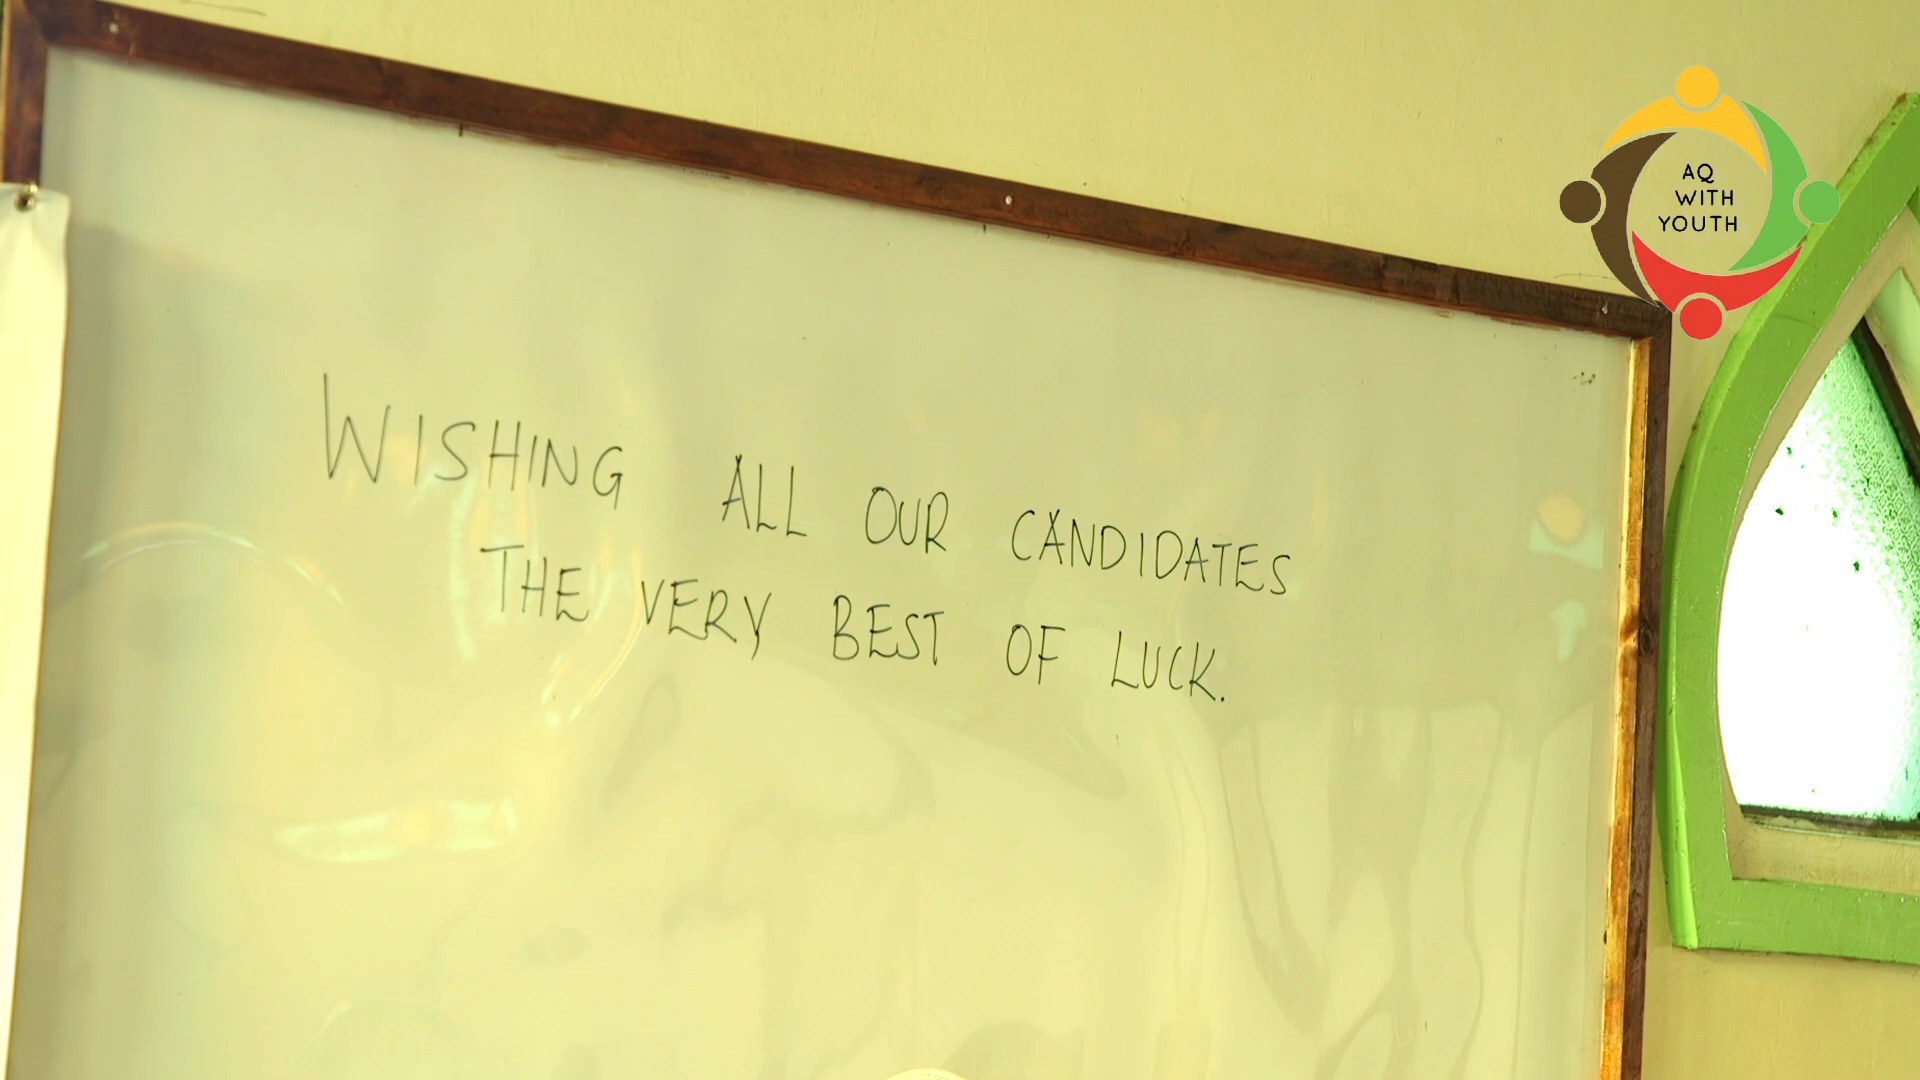 WISHING ALL OUR CANDIDATES
THE VERY BEST OF LUCK.
AQ
WITH
YOUTH